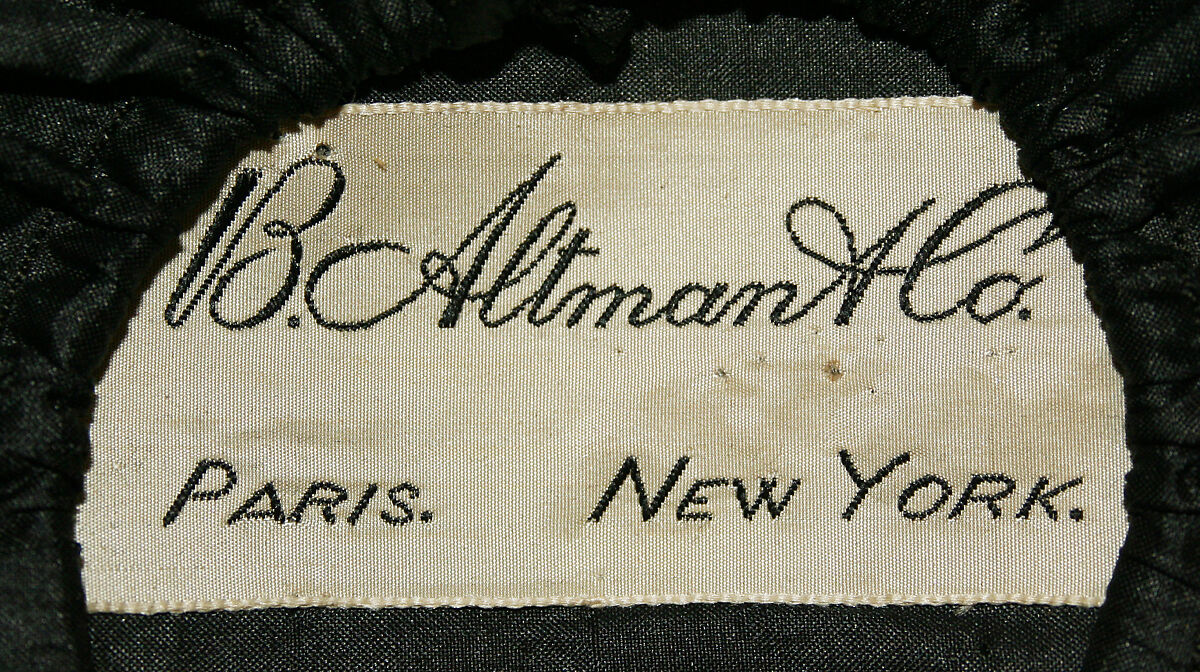 B. Altman & Co.
PARIS. NEW YORK.